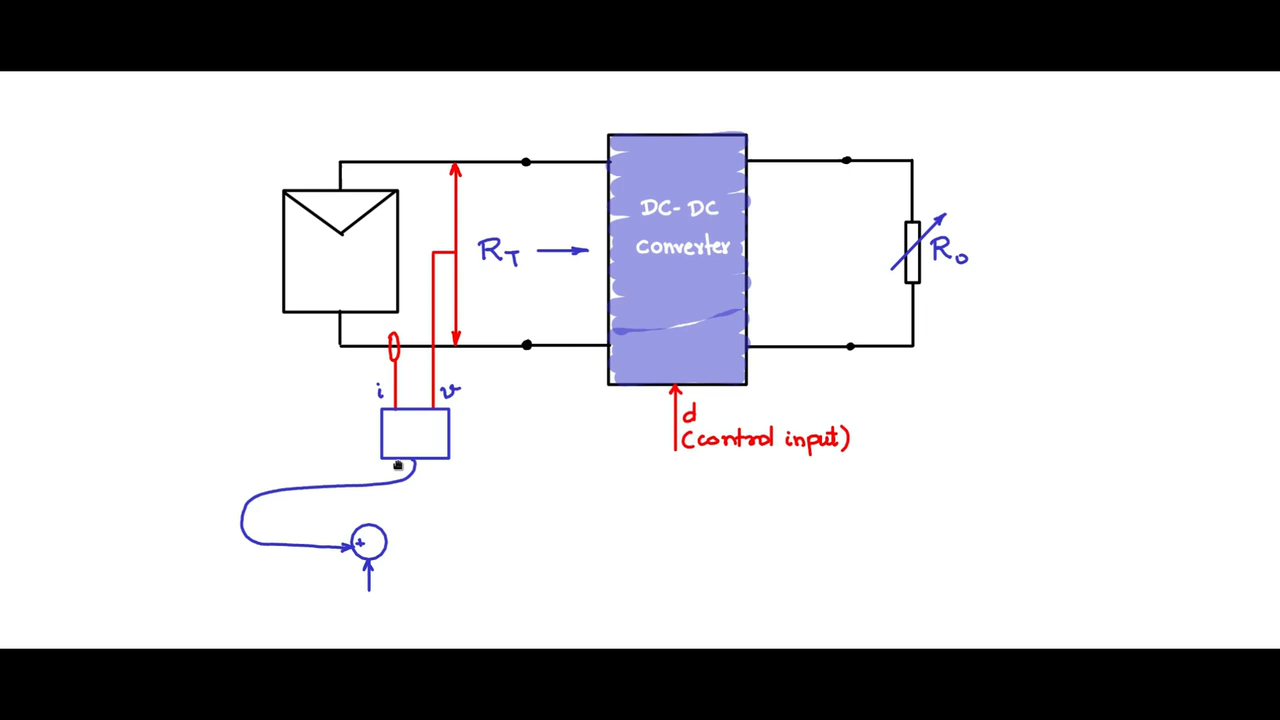 DC-DC
Converter
R_T
R_o
i
v
d
(control input)
+